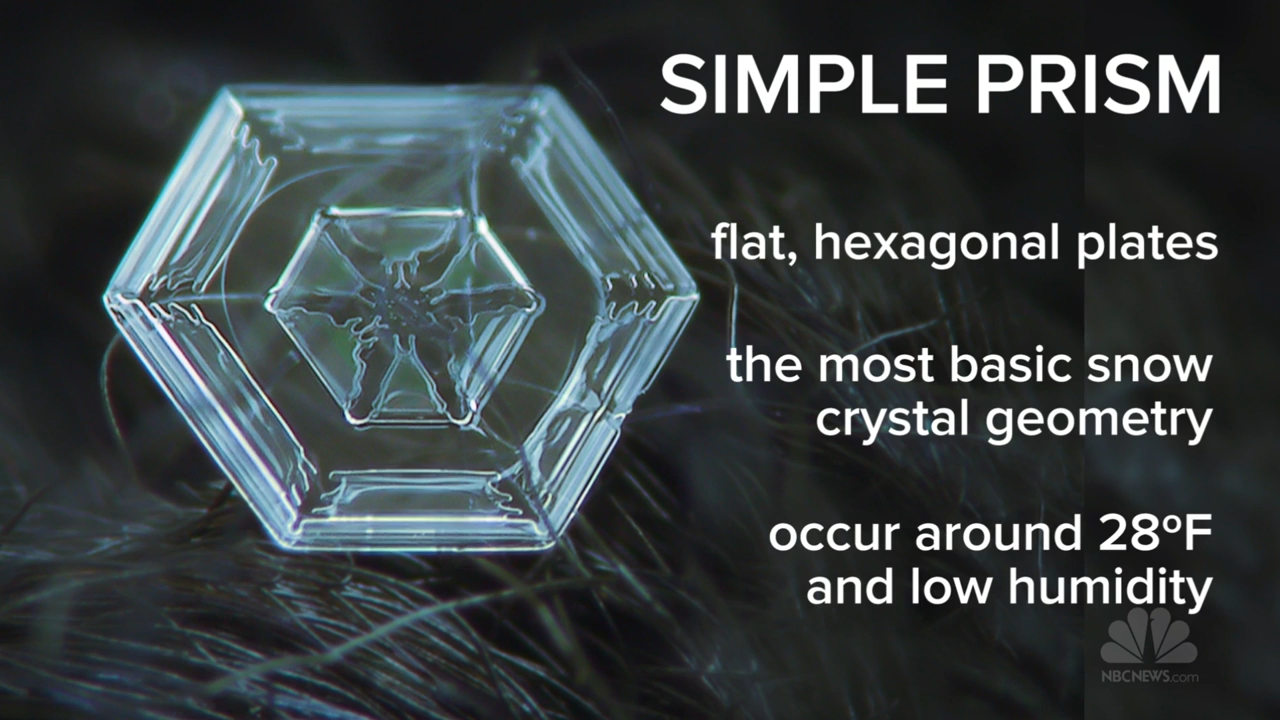 SIMPLE PRISM
flat, hexagonal plates
the most basic snow
crystal geometry
occur around 28ºF
and low humidity
NBCNEWS.com